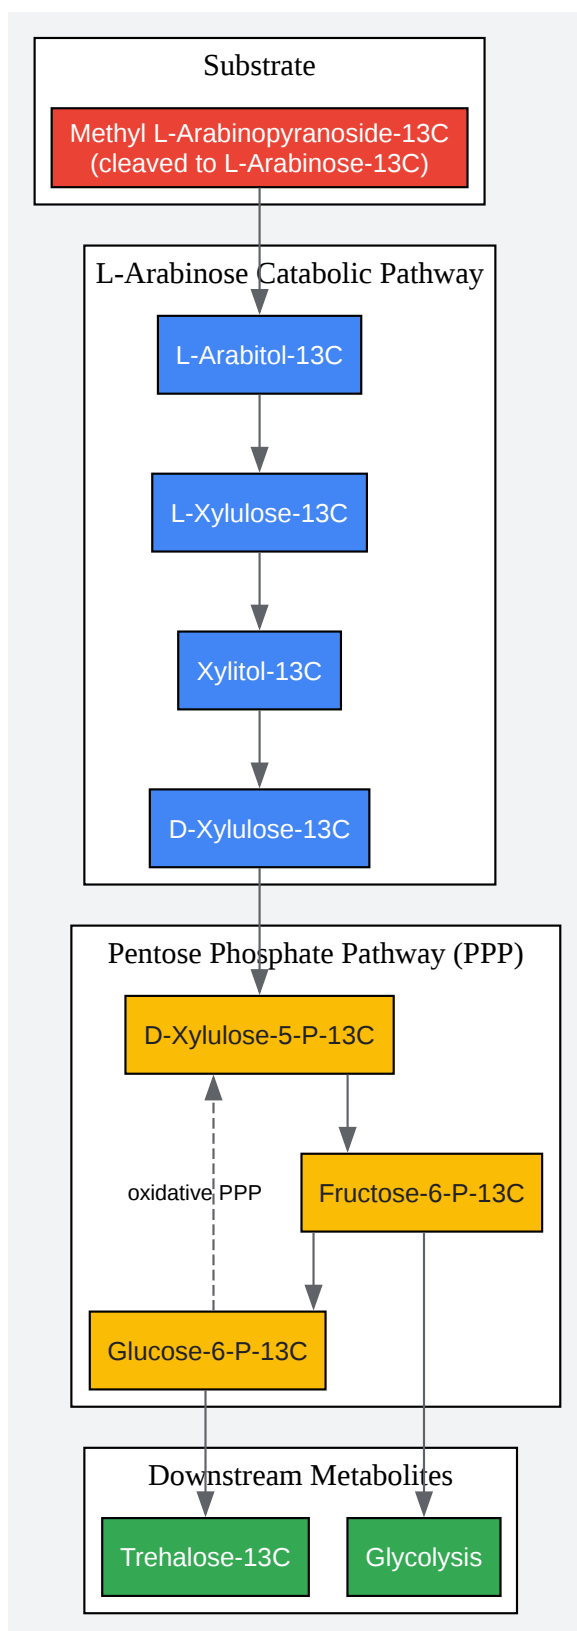 Substrate
Methyl L-Arabinopyranoside-13C
(cleaved to L-Arabinose-13C)
L-Arabinose Catabolic Pathway
L-Arabitol-13C
L-Xylulose-13C
Xylitol-13C
D-Xylulose-13C
Pentose Phosphate Pathway (PPP)
D-Xylulose-5-P-13C
oxidative PPP
Fructose-6-P-13C
Glucose-6-P-13C
Downstream Metabolites
Trehalose-13C
Glycolysis